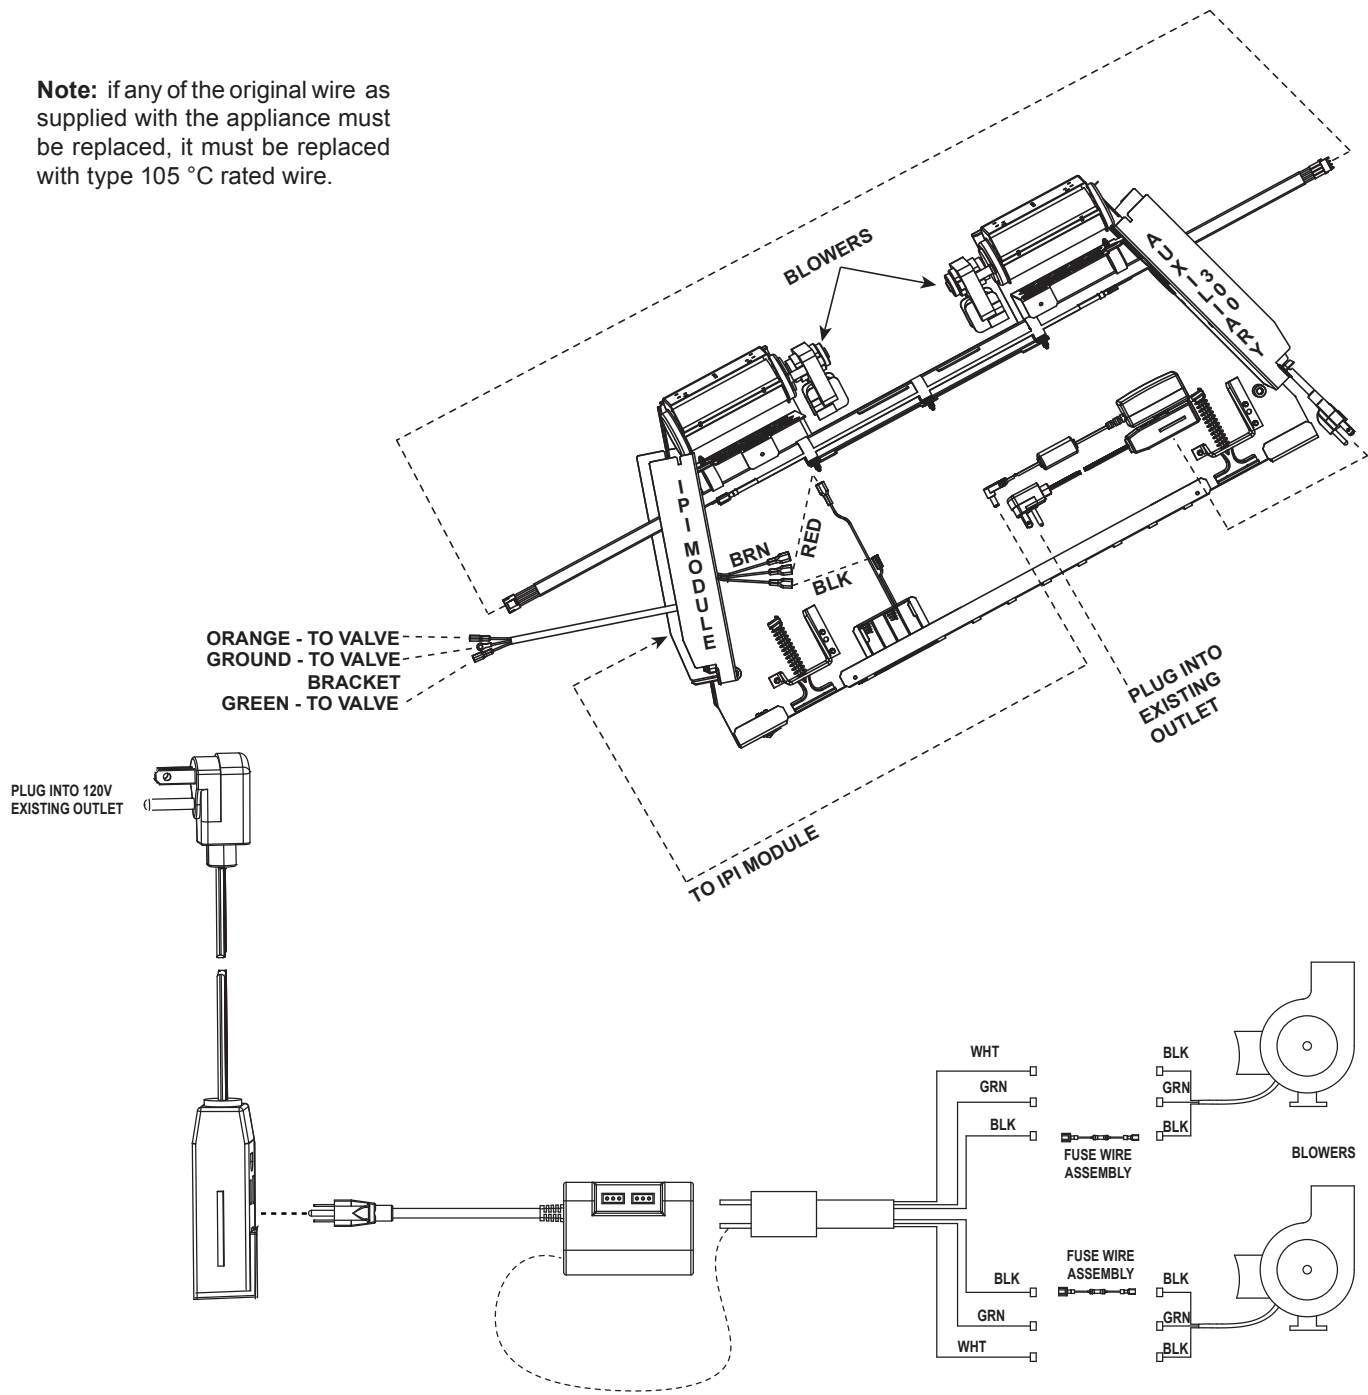 Note: if any of the original wire as
supplied with the appliance must
be replaced, it must be replaced
with type 105 °C rated wire.
BLOWERS
AUXILIARY
300
IPI MODULE
BRN
RED
BLK
ORANGE - TO VALVE
GROUND - TO VALVE
BRACKET
GREEN - TO VALVE
PLUG INTO
EXISTING
OUTLET
TO IPI MODULE
PLUG INTO 120V
EXISTING OUTLET
WHT
GRN
BLK
FUSE WIRE
ASSEMBLY
BLK
GRN
BLK
BLOWERS
BLK
GRN
WHT
FUSE WIRE
ASSEMBLY
BLK
GRN
BLK